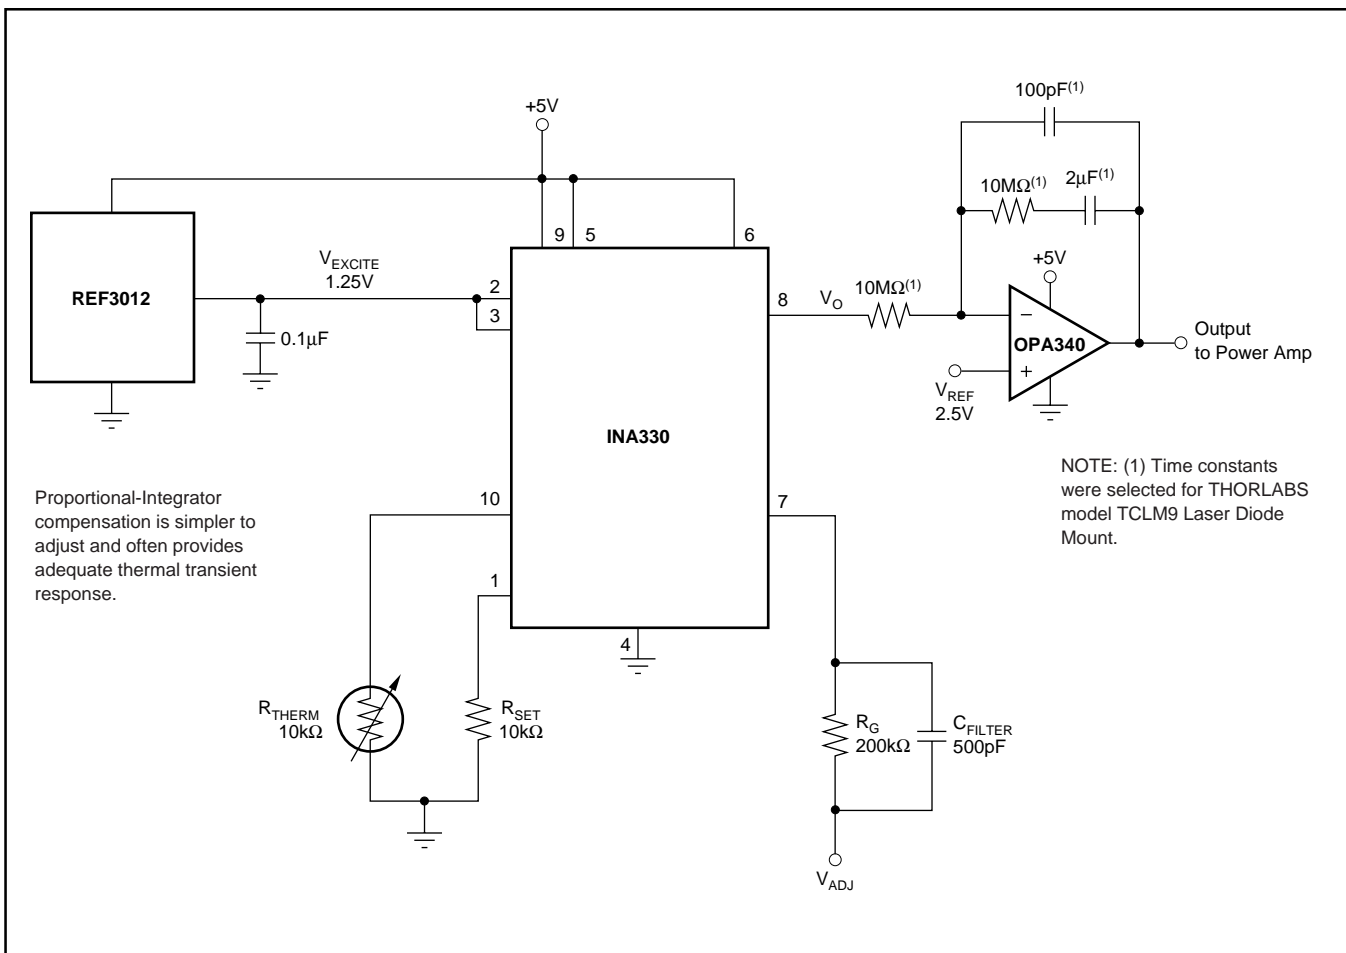 +5V
100pF(1)
10MΩ(1)
2μF(1)
9
5
6
REF3012
VEXCITE
1.25V
2
3
0.1μF
8
VO
10MΩ(1)
+5V
−
OPA340
+
VREF
2.5V
Output
to Power Amp
INA330
NOTE: (1) Time constants
were selected for THORLABS
model TCLM9 Laser Diode
Mount.
Proportional-Integrator
compensation is simpler to
adjust and often provides
adequate thermal transient
response.
10
7
1
4
RTHERM
10kΩ
RSET
10kΩ
RG
200kΩ
CFILTER
500pF
VADJ